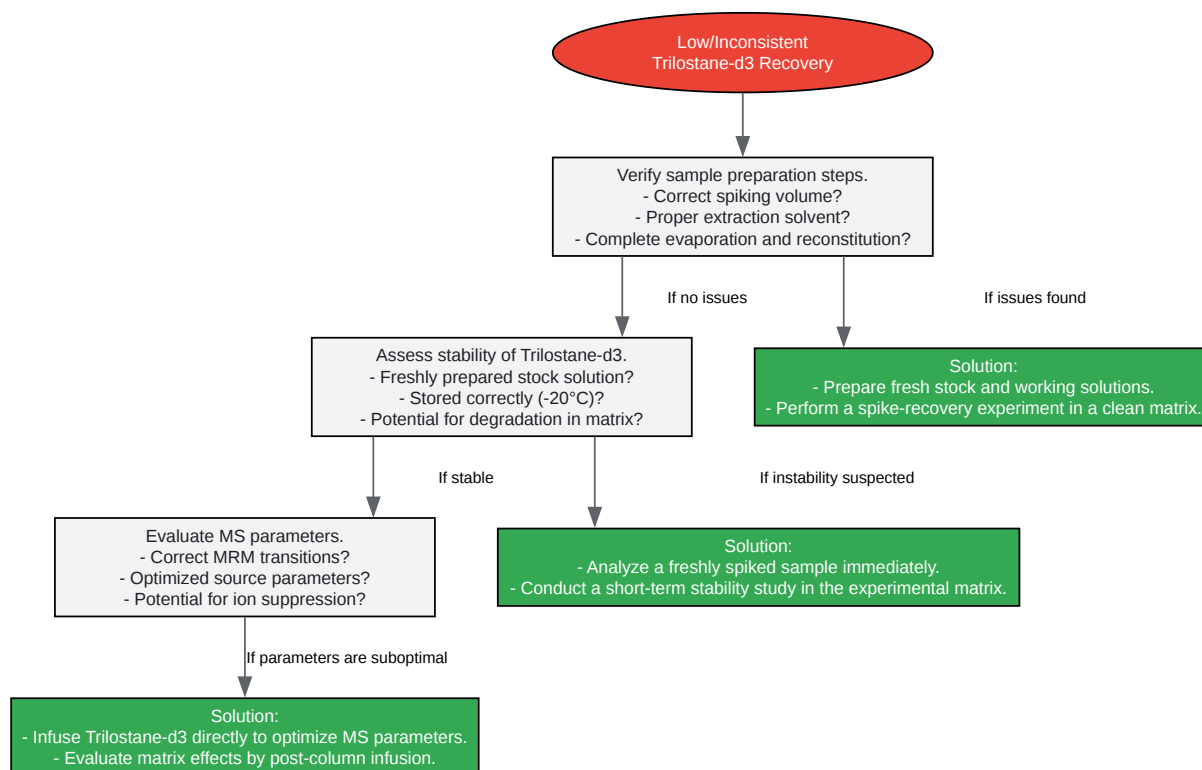 Low/Inconsistent
Trilostane-d3 Recovery
Verify sample preparation steps.
- Correct spiking volume?
- Proper extraction solvent?
- Complete evaporation and reconstitution?
If no issues
If issues found
Assess stability of Trilostane-d3.
- Freshly prepared stock solution?
- Stored correctly (-20°C)?
- Potential for degradation in matrix?
Solution:
- Prepare fresh stock and working solutions.
- Perform a spike-recovery experiment in a clean matrix.
If stable
If instability suspected
Evaluate MS parameters.
- Correct MRM transitions?
- Optimized source parameters?
- Potential for ion suppression?
Solution:
- Analyze a freshly spiked sample immediately.
- Conduct a short-term stability study in the experimental matrix.
If parameters are suboptimal
Solution:
- Infuse Trilostane-d3 directly to optimize MS parameters.
- Evaluate matrix effects by post-column infusion.